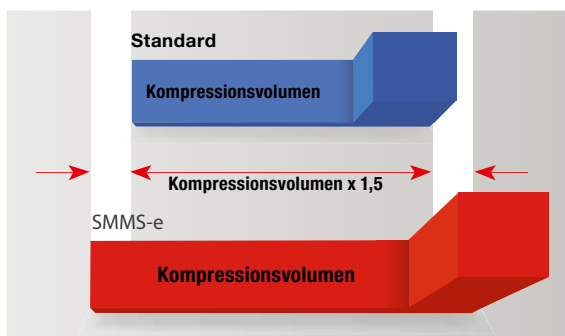 Standard
Kompressionsvolumen
Kompressionsvolumen x 1,5
SMMS-e
Kompressionsvolumen